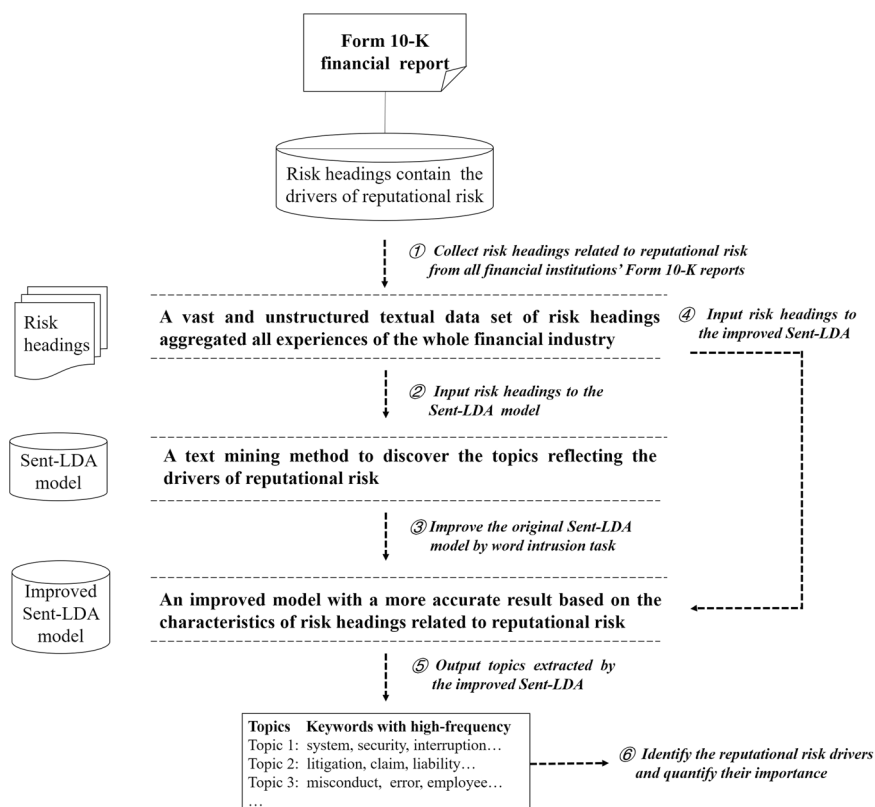 Form 10-K
financial report
Risk headings contain the
drivers of reputational risk
① Collect risk headings related to reputational risk
from all financial institutions' Form 10-K reports
Risk
headings
A vast and unstructured textual data set of risk headings
aggregated all experiences of the whole financial industry
④ Input risk headings to
the improved Sent-LDA
② Input risk headings to the
Sent-LDA model
Sent-LDA
model
A text mining method to discover the topics reflecting the
drivers of reputational risk
③ Improve the original Sent-LDA
model by word intrusion task
Improved
Sent-LDA
model
An improved model with a more accurate result based on the
characteristics of risk headings related to reputational risk
⑤ Output topics extracted by
the improved Sent-LDA
Topics Keywords with high-frequency
Topic 1: system, security, interruption…
Topic 2: litigation, claim, liability…
Topic 3: misconduct, error, employee…
…
⑥ Identify the reputational risk drivers
and quantify their importance